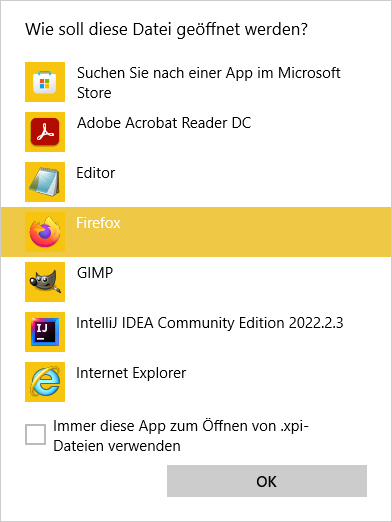 Wie soll diese Datei geöffnet werden?
Suchen Sie nach einer App im Microsoft
Store
Adobe Acrobat Reader DC
Editor
Firefox
GIMP
IJ
IntelliJ IDEA Community Edition 2022.2.3
Internet Explorer
Immer diese App zum Öffnen von .xpi-
Dateien verwenden
OK